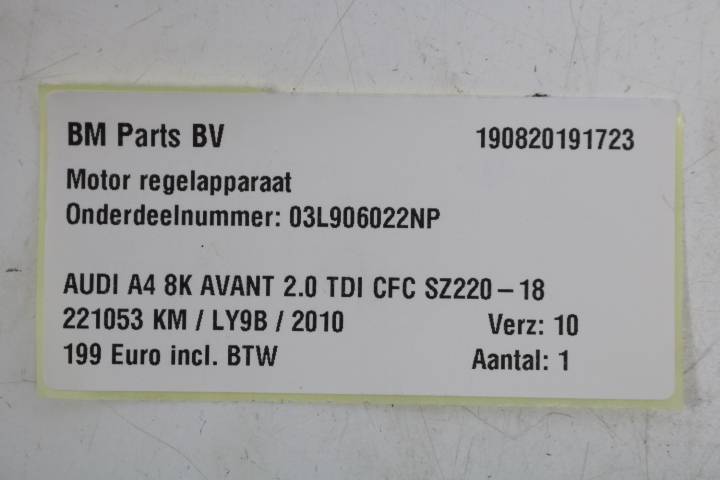 BM Parts BV 190820191723
Motor regelapparaat
Onderdeelnummer: 03L906022NP
AUDI A4 8K AVANT 2.0 TDI CFC SZ220-18
221053 KM / LY9B / 2010 Verz: 10
199 Euro incl. BTW Aantal: 1